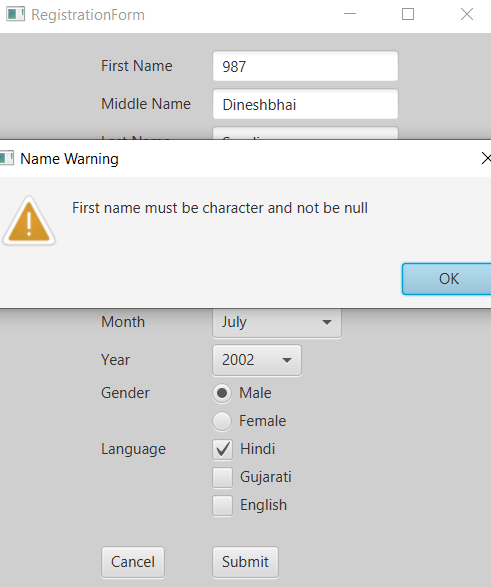 RegistrationForm
First Name 987
Middle Name Dineshbhai
Name Warning
First name must be character and not be null
OK
Month July
Year 2002
Gender Male
Female
Language Hindi
Gujarati
English
Cancel Submit